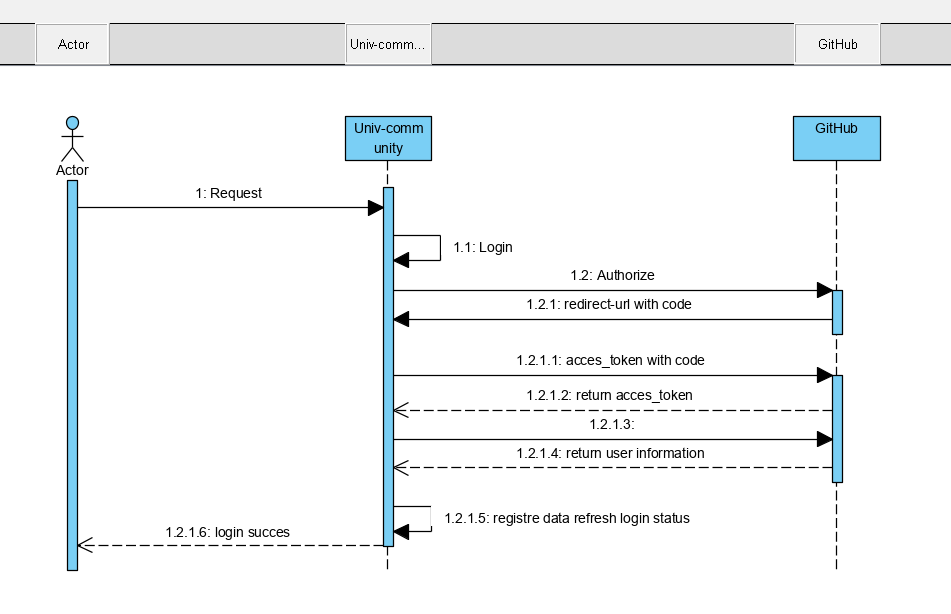 Actor
Univ-comm...
GitHub
Univ-comm
unity
GitHub
Actor
1: Request
1.1: Login
1.2: Authorize
1.2.1: redirect-url with code
1.2.1.1: acces_token with code
1.2.1.2: return acces_token
1.2.1.3:
1.2.1.4: return user information
1.2.1.5: registre data refresh login status
1.2.1.6: login succes